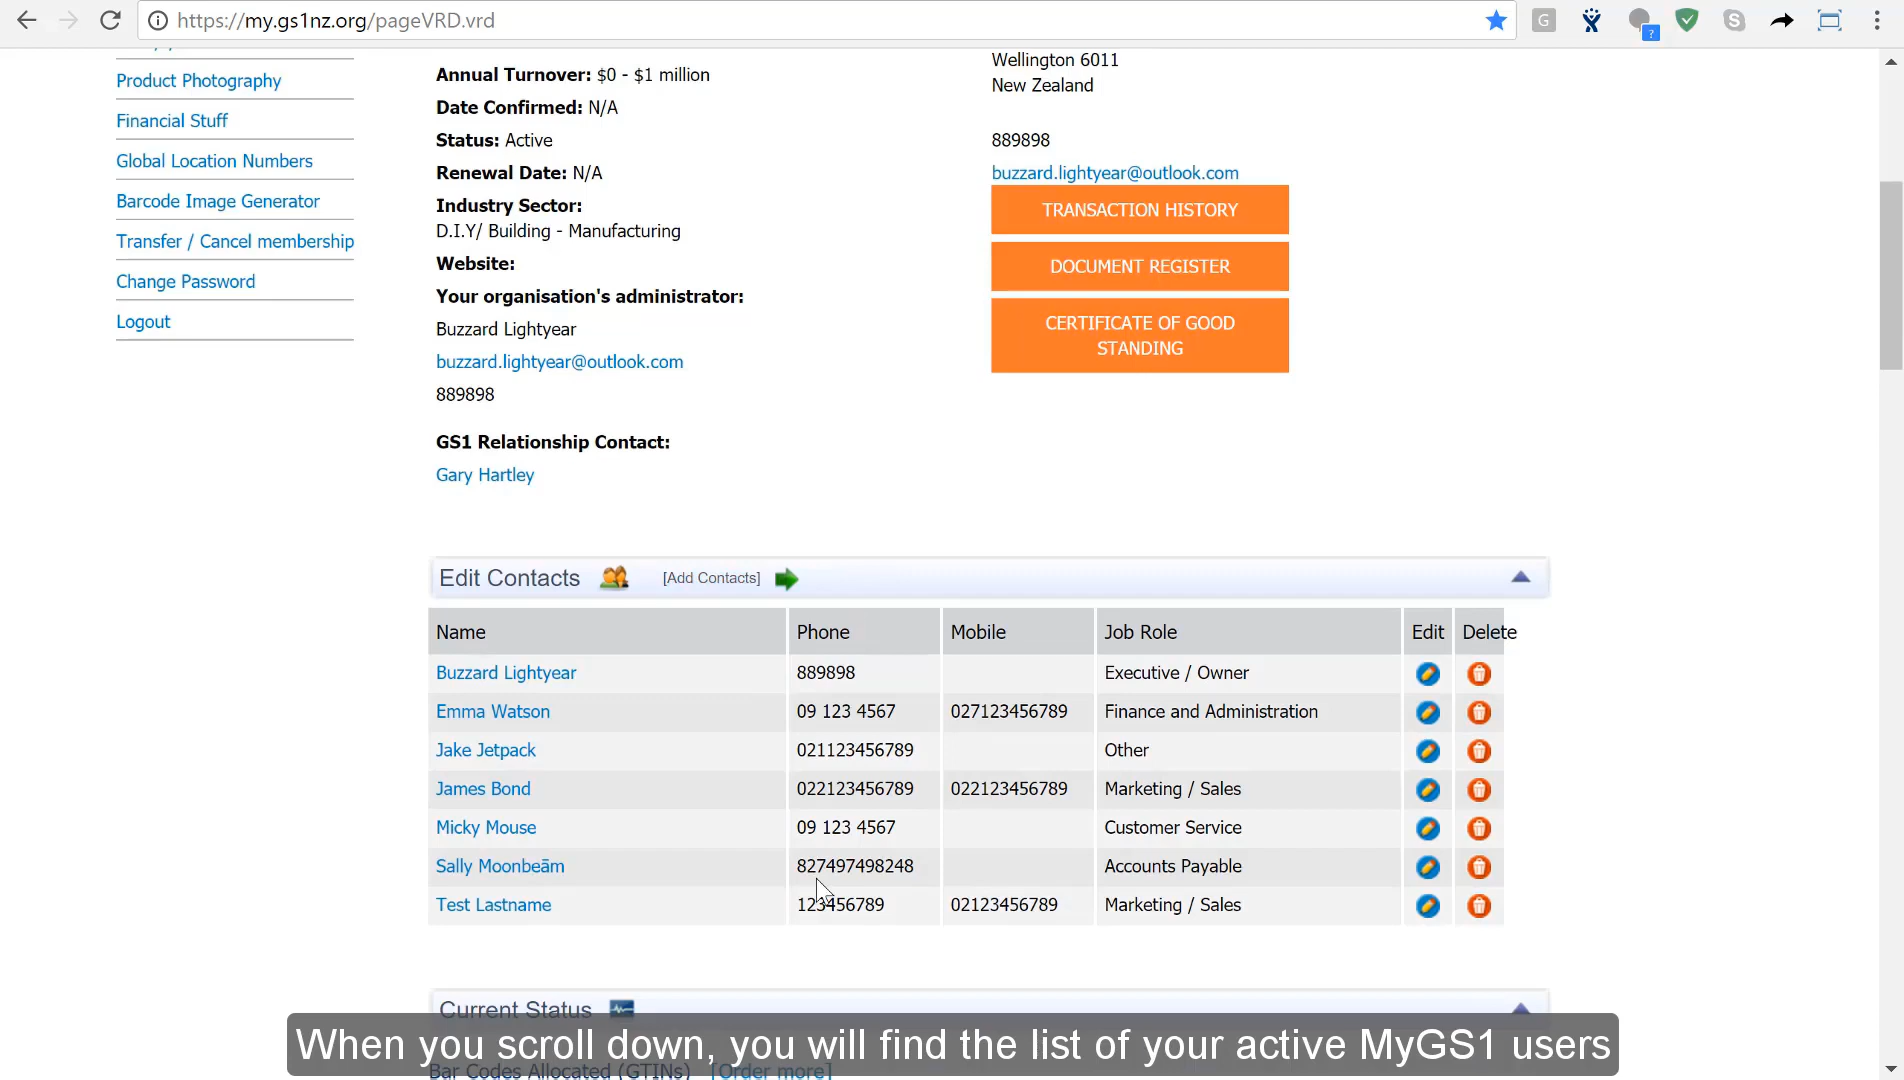 https://my.gs1nz.org/pageVRD.vrd
G
S
?
Product Photography
Financial Stuff
Global Location Numbers
Barcode Image Generator
Transfer / Cancel membership
Change Password
Logout
Annual Turnover: $0 - $1 million
Date Confirmed: N/A
Status: Active
Renewal Date: N/A
Industry Sector:
D.I.Y/ Building - Manufacturing
Website:
Your organisation's administrator:
Buzzard Lightyear
buzzard.lightyear@outlook.com
889898
GS1 Relationship Contact:
Gary Hartley
Wellington 6011
New Zealand
889898
buzzard.lightyear@outlook.com
TRANSACTION HISTORY
DOCUMENT REGISTER
CERTIFICATE OF GOOD
STANDING
Edit Contacts [Add Contacts]
Name Phone Mobile Job Role Edit Delete
Buzzard Lightyear 889898 Executive / Owner
Emma Watson 09 123 4567 027123456789 Finance and Administration
Jake Jetpack 021123456789 Other
James Bond 022123456789 022123456789 Marketing / Sales
Micky Mouse 09 123 4567 Customer Service
Sally Moonbeām 827497498248 Accounts Payable
Test Lastname 123456789 02123456789 Marketing / Sales
Current Status
When you scroll down, you will find the list of your active MyGS1 users
Bar Codes Allocated (GTINs) [Order more]